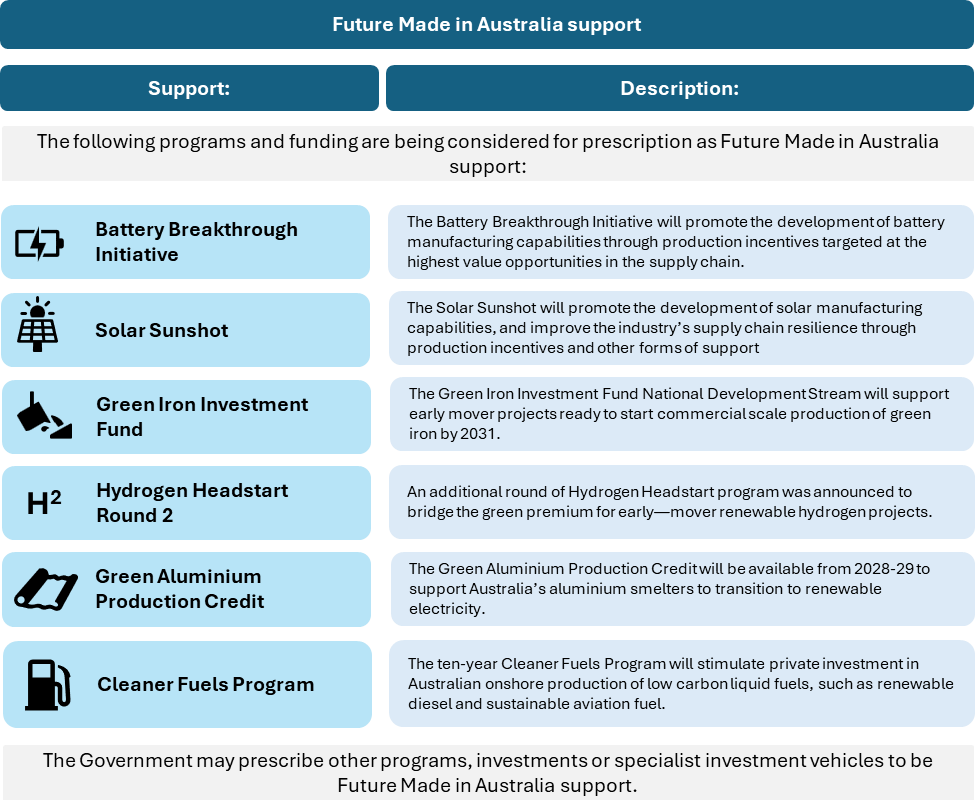 Future Made in Australia support
Support:
Description:
The following programs and funding are being considered for prescription as Future Made in Australia
support:
Battery Breakthrough
Initiative
The Battery Breakthrough Initiative will promote the development of battery
manufacturing capabilities through production incentives targeted at the
highest value opportunities in the supply chain.
Solar Sunshot
The Solar Sunshot will promote the development of solar manufacturing
capabilities, and improve the industry's supply chain resilience through
production incentives and other forms of support
Green Iron Investment
Fund
The Green Iron Investment Fund National Development Stream will support
early mover projects ready to start commercial scale production of green
iron by 2031.
H²
Hydrogen Headstart
Round 2
An additional round of Hydrogen Headstart program was announced to
bridge the green premium for early—mover renewable hydrogen projects.
Green Aluminium
Production Credit
The Green Aluminium Production Credit will be available from 2028-29 to
support Australia's aluminium smelters to transition to renewable
electricity.
Cleaner Fuels Program
The ten-year Cleaner Fuels Program will stimulate private investment in
Australian onshore production of low carbon liquid fuels, such as renewable
diesel and sustainable aviation fuel.
The Government may prescribe other programs, investments or specialist investment vehicles to be
Future Made in Australia support.